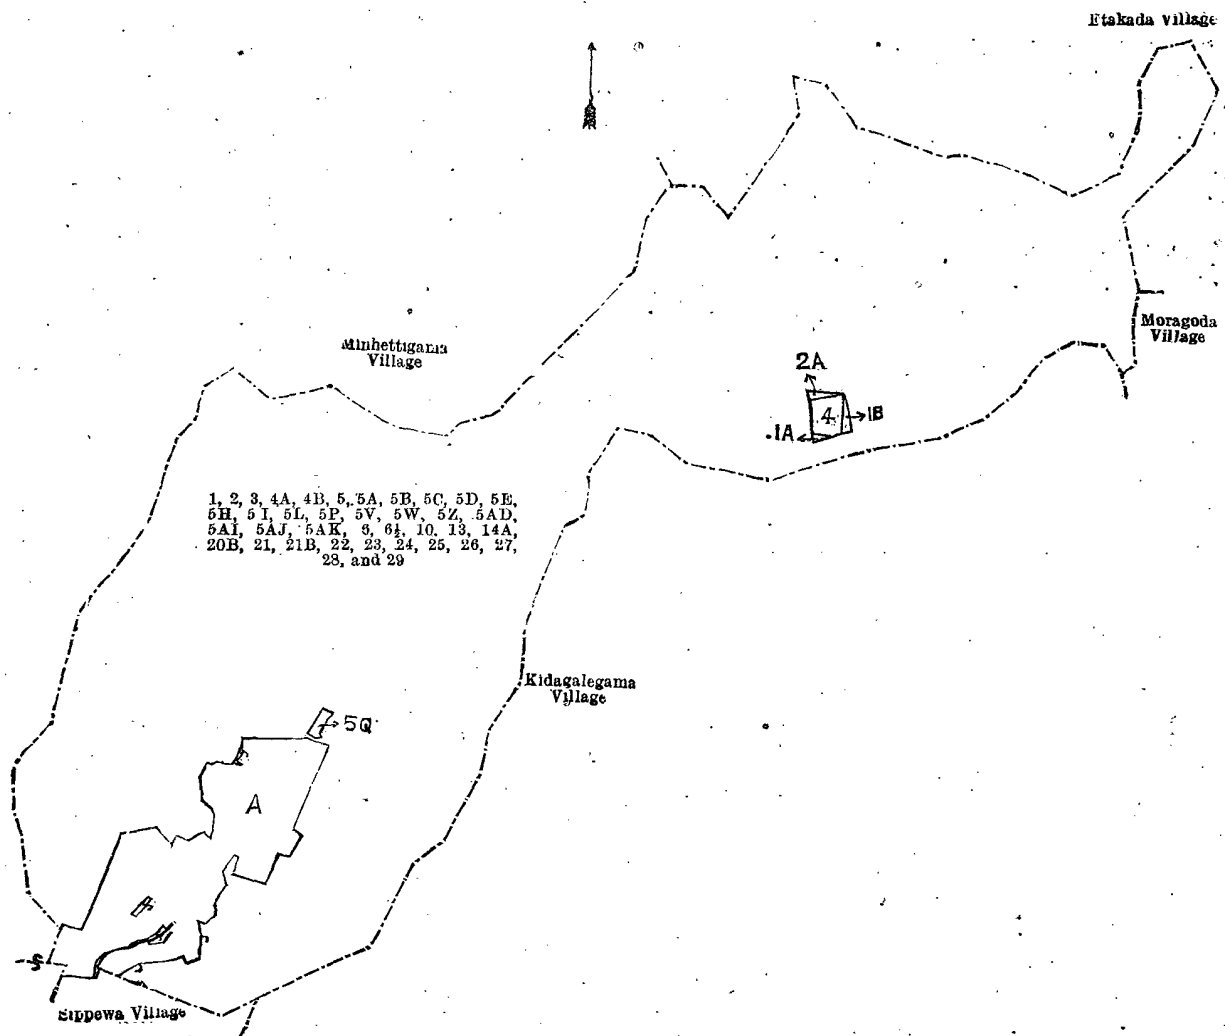 Etakada Village
Moragoda
Village
Minhettigama
Village
2A
4
1B
1A
1, 2, 3, 4A, 4B, 5, 5A, 5B, 5C, 5D, 5E,
5H, 5I, 5L, 5P, 5V, 5W, 5Z, 5AD,
5AI, 5AJ, 5AK, 6, 6½, 10, 13, 14A,
20B, 21, 21B, 22, 23, 24, 25, 26, 27,
28, and 29
Kidagalegama
Village
5Q
A
Sippewa Village